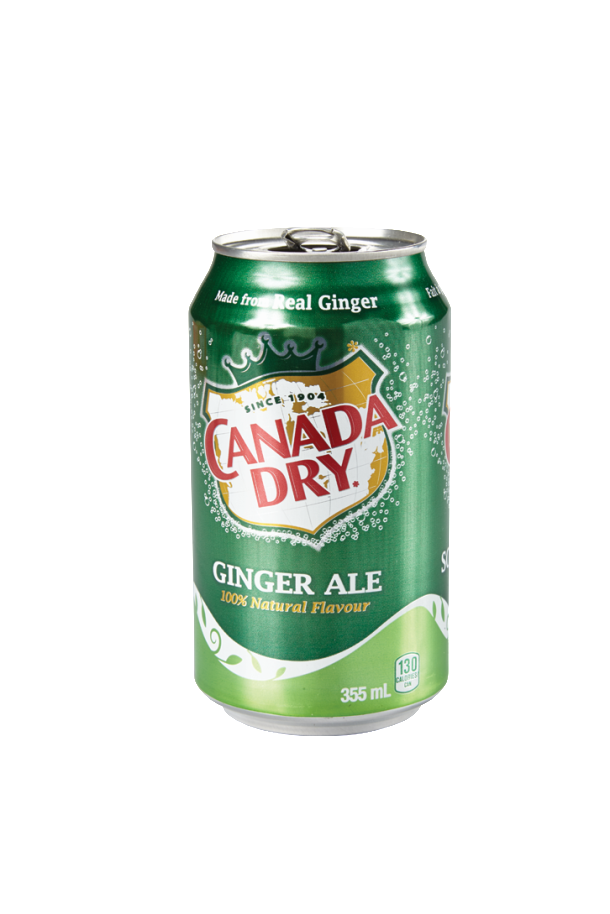 Made from Real Ginger
SINCE 1904
CANADA
DRY
GINGER ALE
100% Natural Flavour
130
CALORIES
355 mL